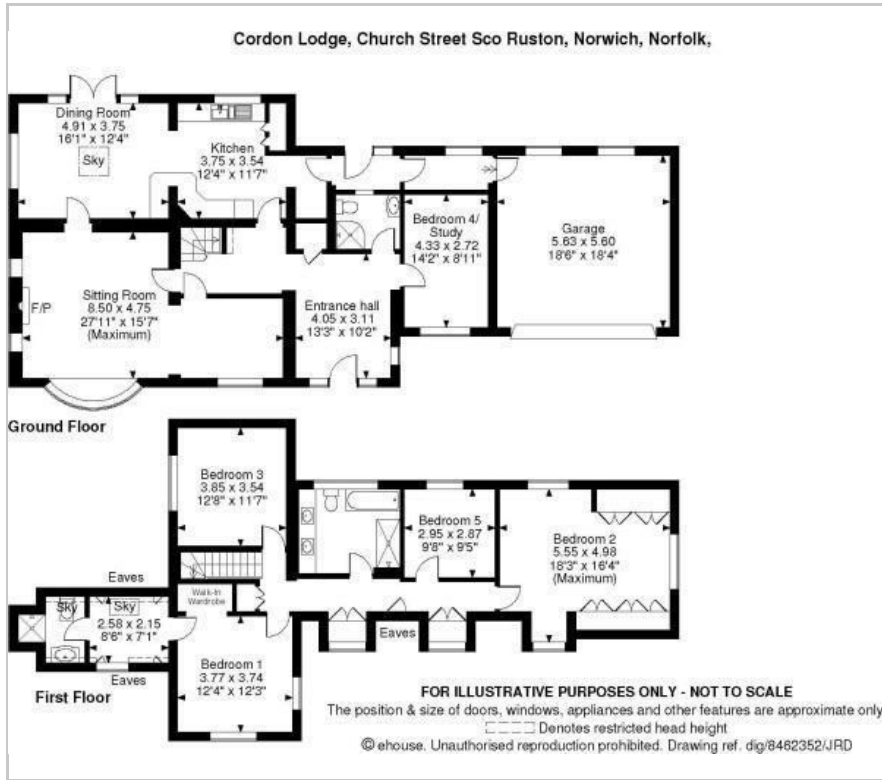 Cordon Lodge, Church Street Sco Ruston, Norwich, Norfolk,
Dining Room
4.91 x 3.75
16'1" x 12'4"
Sky
Kitchen
3.75 x 3.54
12'4" x 11'7"
Bedroom 4/
Study
4.33 x 2.72
14'2" x 8'11"
Garage
5.63 x 5.60
18'6" x 18'4"
F/P
Sitting Room
8.50 x 4.75
27'11" x 15'7"
(Maximum)
Entrance hall
4.05 x 3.11
13'3" x 10'2"
Ground Floor
Bedroom 3
3.85 x 3.54
12'8" x 11'7"
Bedroom 5
2.95 x 2.87
9'8" x 9'5"
Bedroom 2
5.55 x 4.98
18'3" x 16'4"
(Maximum)
Eaves
Sky
Sky
2.58 x 2.15
8'6" x 7'1"
Walk-In
Wardrobe
Eaves
Eaves
Bedroom 1
3.77 x 3.74
12'4" x 12'3"
First Floor
FOR ILLUSTRATIVE PURPOSES ONLY - NOT TO SCALE
The position & size of doors, windows, appliances and other features are approximate only.
Denotes restricted head height
© ehouse. Unauthorised reproduction prohibited. Drawing ref. dig/8462352/JRD